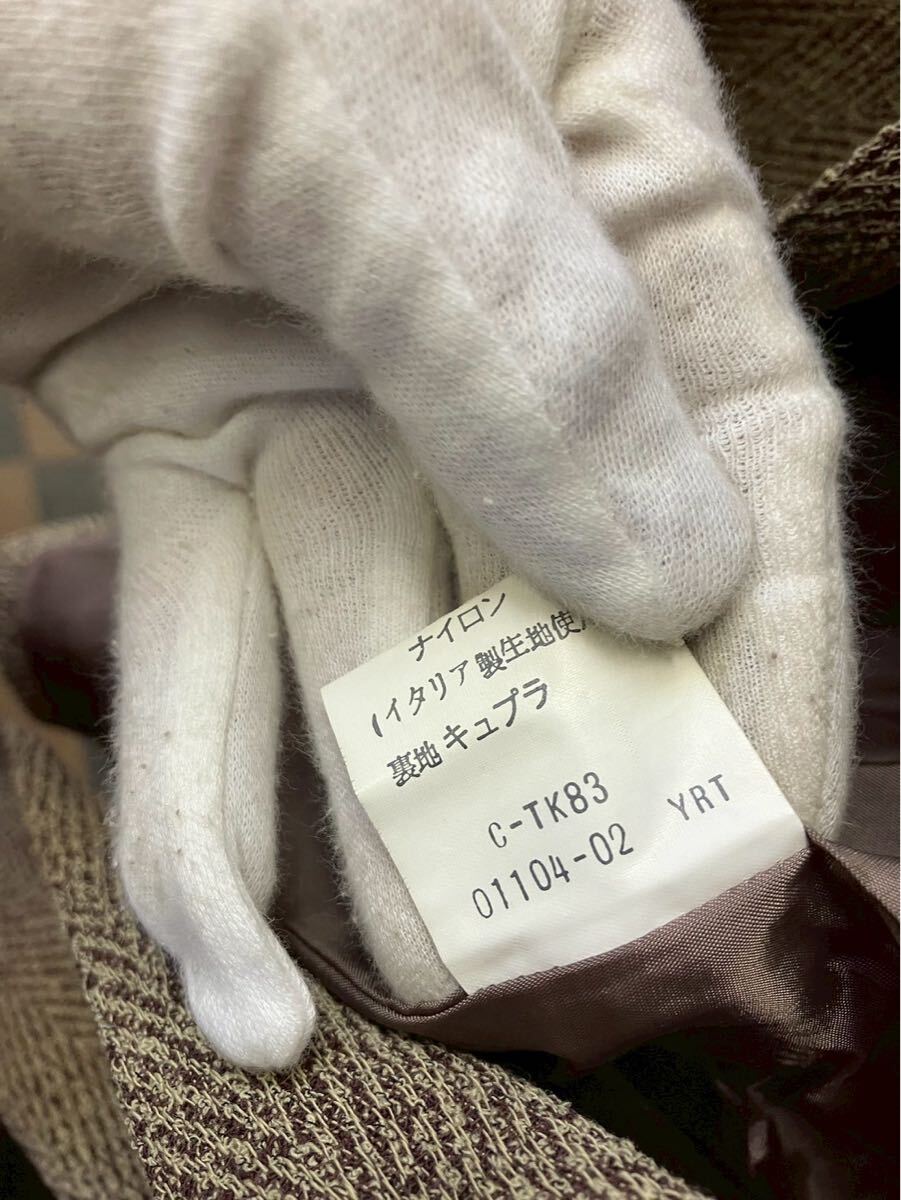 ナイロン
(イタリア製生地使
裏地キュプラ
C-TK83
01104-02 YRT